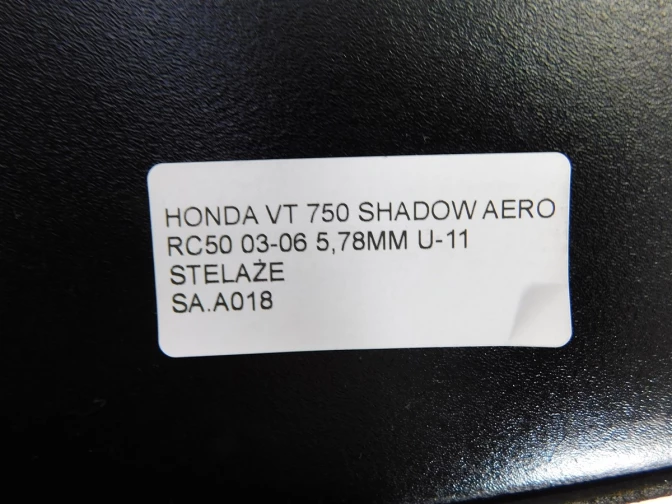 HONDA VT 750 SHADOW AERO
RC50 03-06 5,78MM U-11
STELAŻE
SA.A018